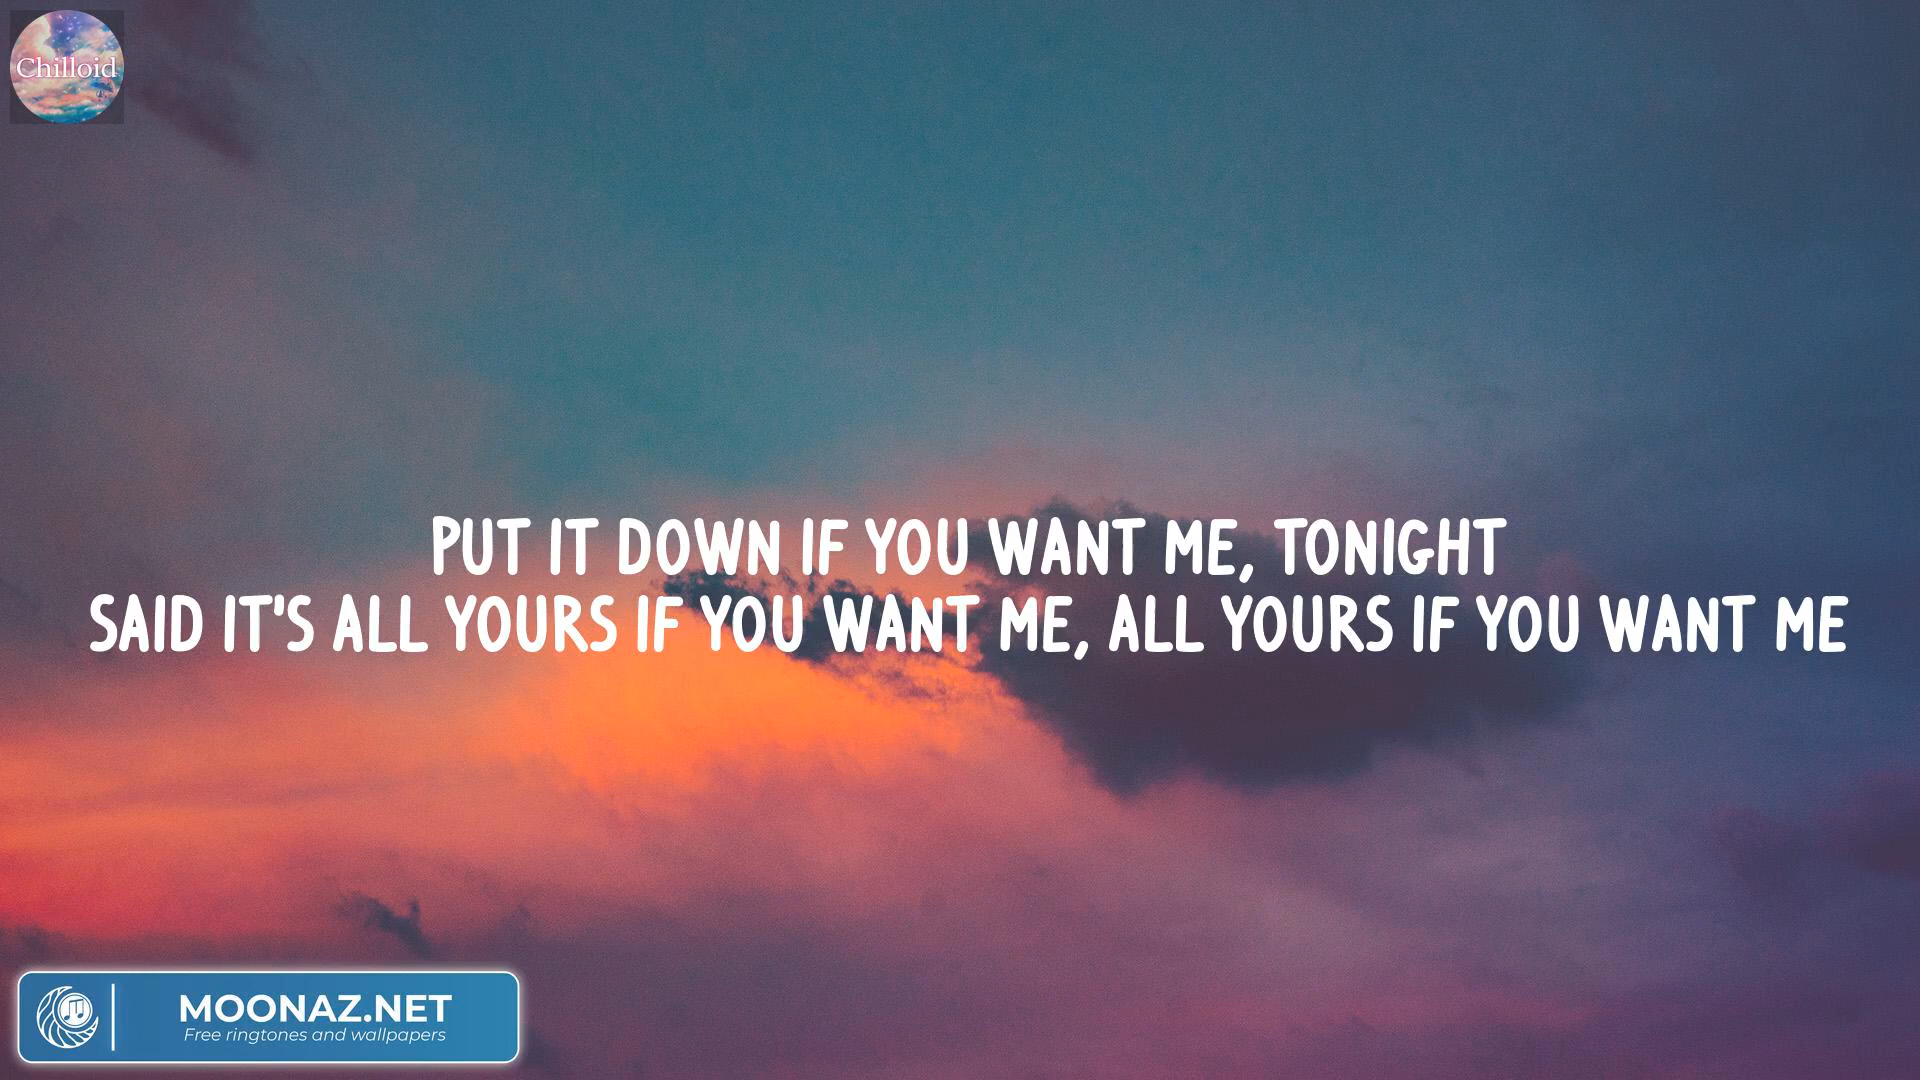 Chilloid
PUT IT DOWN IF YOU WANT ME, TONIGHT
SAID IT'S ALL YOURS IF YOU WANT ME, ALL YOURS IF YOU WANT ME
MOONAZ.NET
Free ringtones and wallpapers